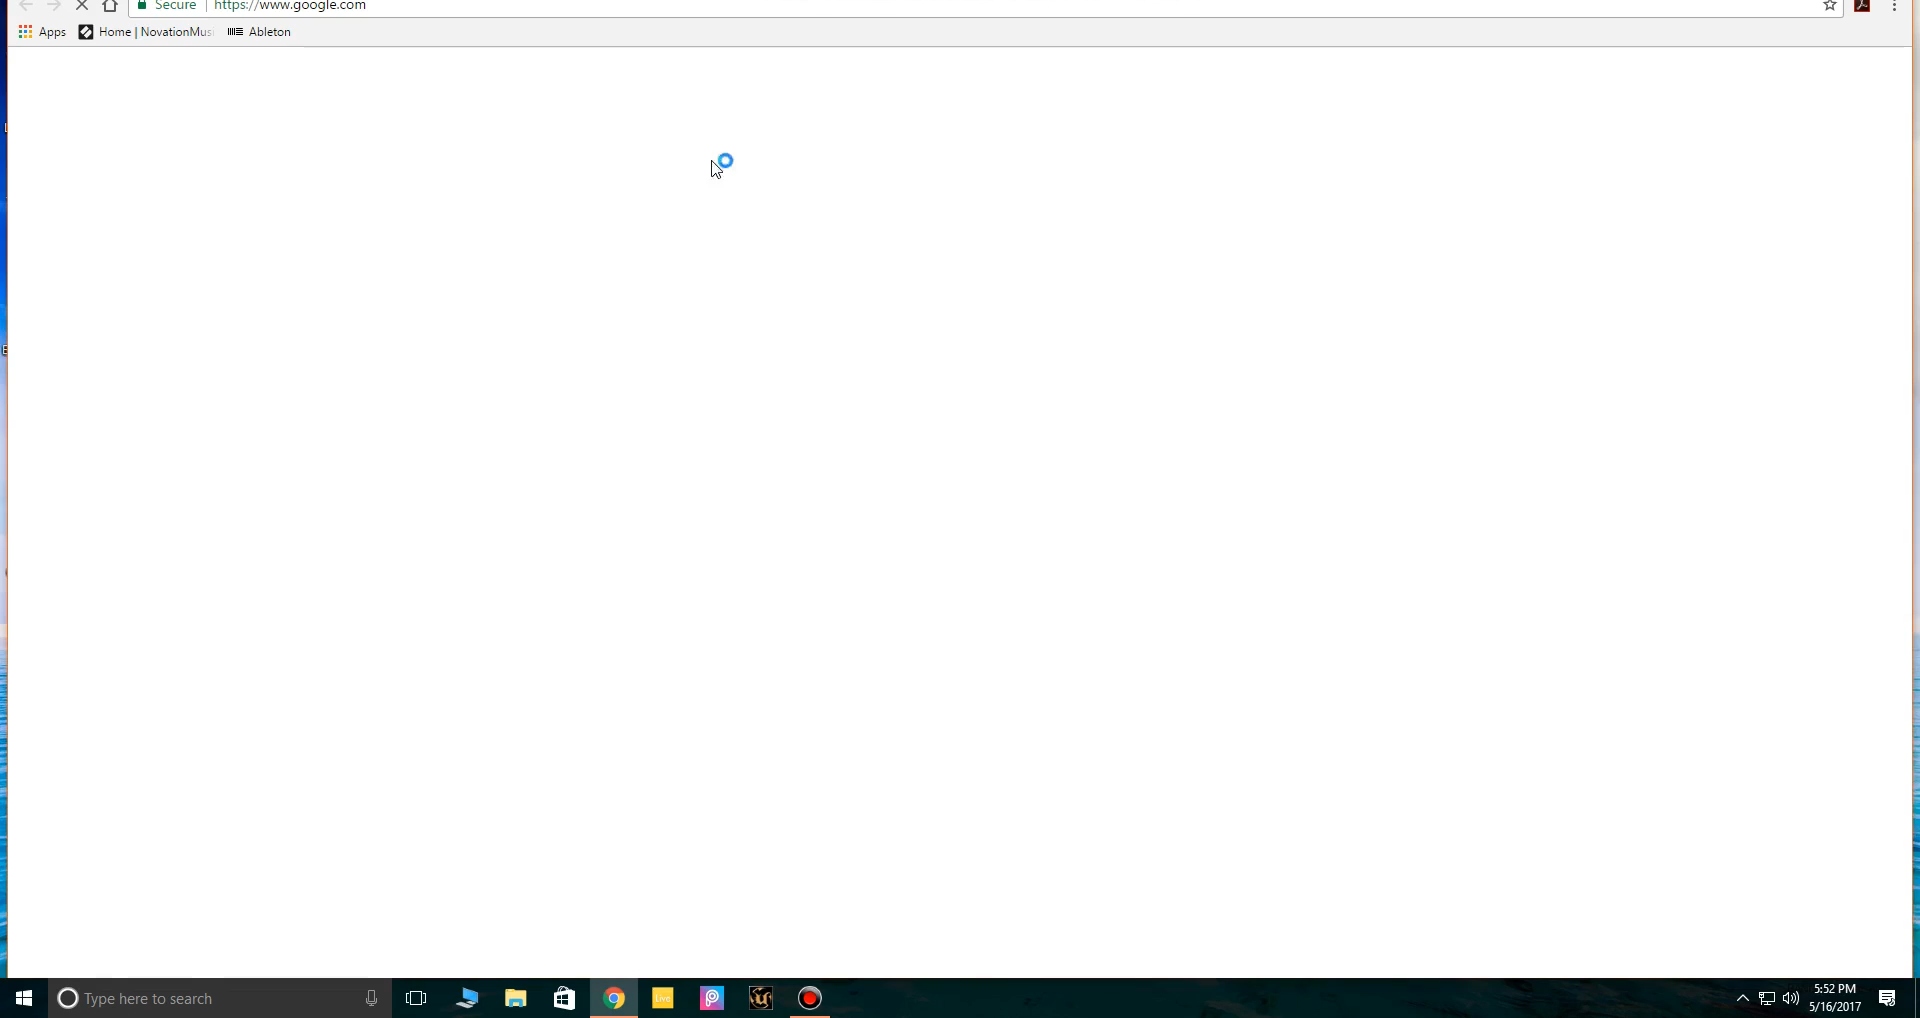 Secure https://www.google.com
Apps Home | NovationMus Ableton
Type here to search
Live
5:52 PM
5/16/2017